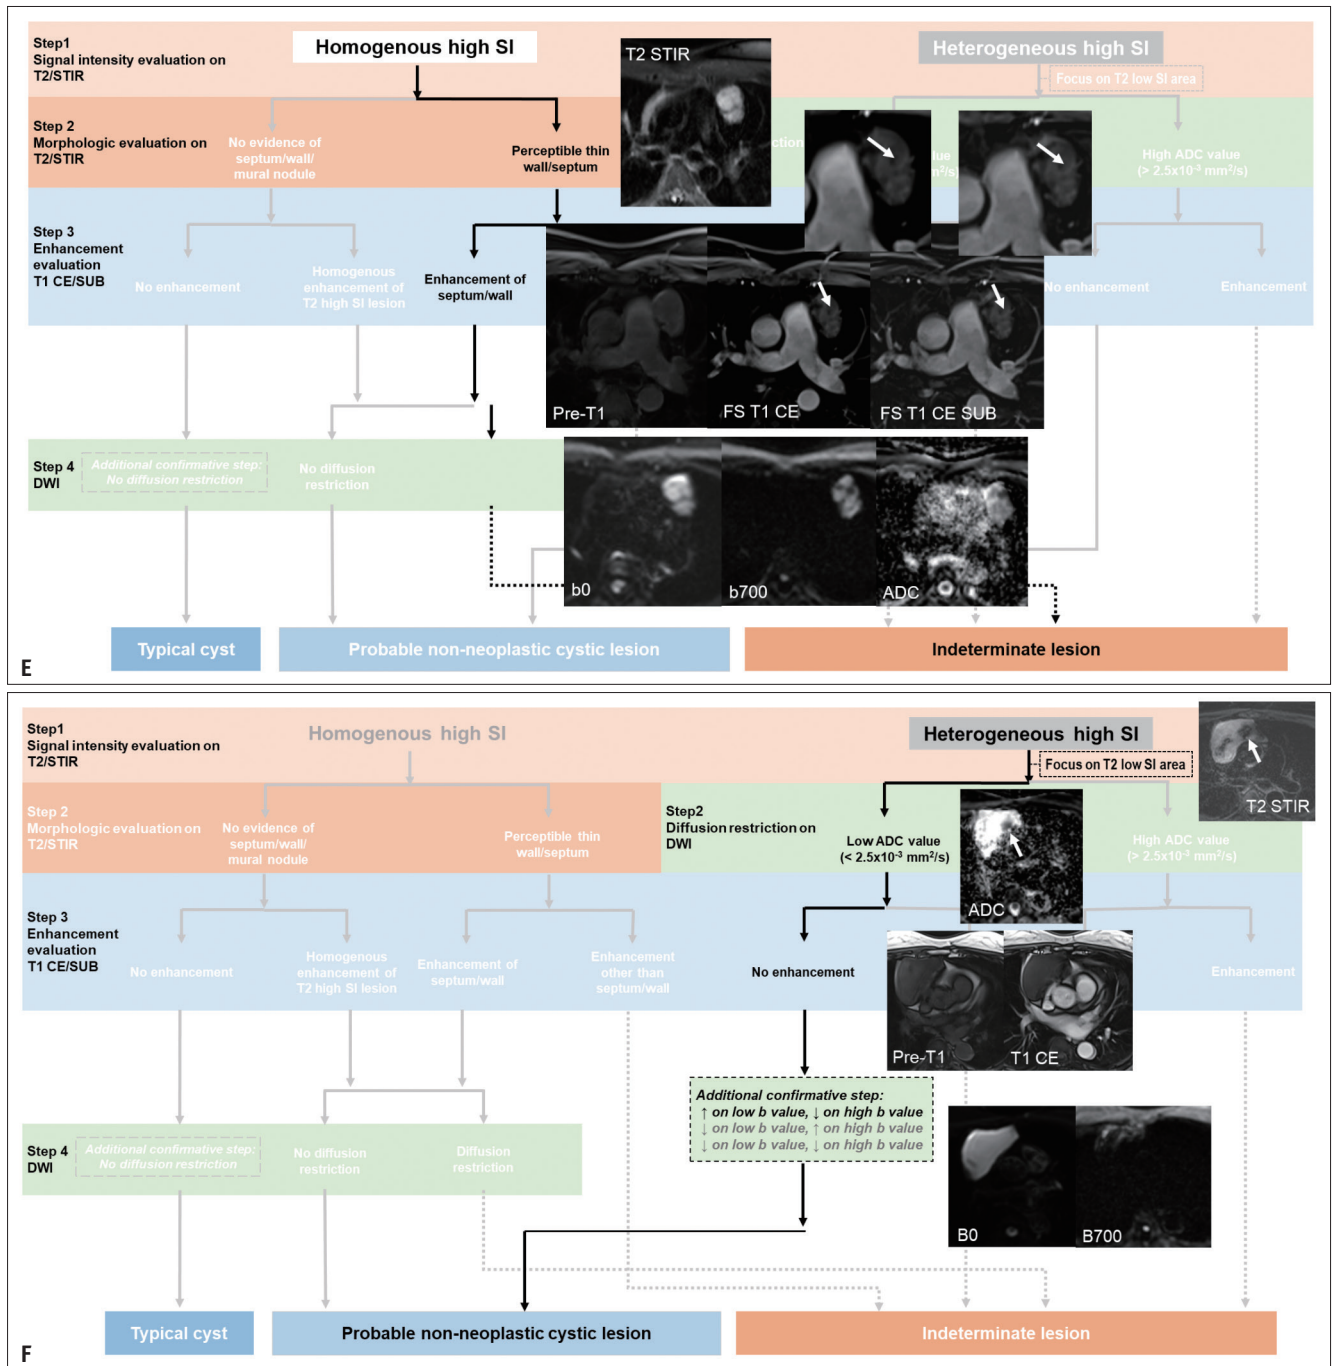 Step1
Signal intensity evaluation on
T2/STIR
Homogenous high SI
T2 STIR
Heterogeneous high SI
Focus on T2 low SI area
Step 2
Morphologic evaluation on
T2/STIR
No evidence of
septum/wall/
mural nodule
Perceptible thin
wall/septum
High ADC value
(> 2.5x10-3 mm2/s)
Step 3
Enhancement
evaluation
T1 CE/SUB
No enhancement
Homogenous
enhancement of
T2 high SI lesion
Enhancement of
septum/wall
Pre-T1
FS T1 CE
FS T1 CE SUB
No enhancement
Enhancement
Step 4
DWI
Additional confirmative step:
No diffusion restriction
No diffusion
restriction
b0
b700
ADC
Typical cyst
Probable non-neoplastic cystic lesion
Indeterminate lesion
E
Step1
Signal intensity evaluation on
T2/STIR
Homogenous high SI
Heterogeneous high SI
Focus on T2 low SI area
T2 STIR
Step 2
Morphologic evaluation on
T2/STIR
No evidence of
septum/wall/
mural nodule
Perceptible thin
wall/septum
Step2
Diffusion restriction on
DWI
Low ADC value
(< 2.5x10-3 mm2/s)
ADC
High ADC value
(> 2.5x10-3 mm2/s)
Step 3
Enhancement
evaluation
T1 CE/SUB
No enhancement
Homogenous
enhancement of
T2 high SI lesion
Enhancement of
septum/wall
Enhancement
other than
septum/wall
No enhancement
Pre-T1
T1 CE
Enhancement
Additional confirmative step:
↑ on low b value, ↓ on high b value
↓ on low b value, ↑ on high b value
↓ on low b value, ↓ on high b value
Step 4
DWI
Additional confirmative step:
No diffusion restriction
No diffusion
restriction
Diffusion
restriction
B0
B700
Typical cyst
Probable non-neoplastic cystic lesion
Indeterminate lesion
F